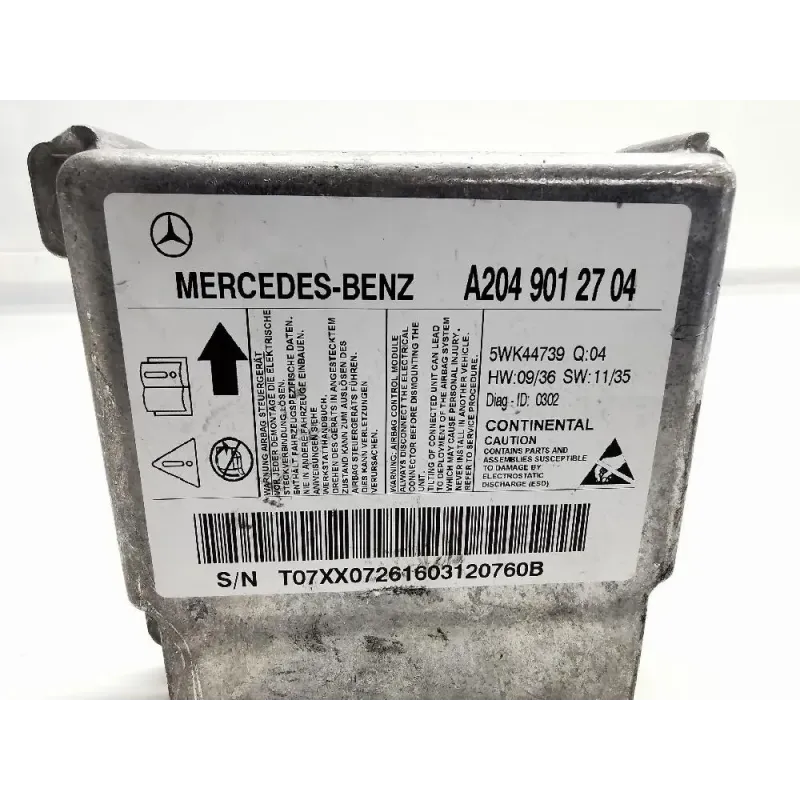 MERCEDES-BENZ
A204 901 27 04
WARNUNG AIRBAG STEUERGERÄT
VOR JEDER DEMONTAGE DIE ELEKTRISCHE
STECKVERBINDUNG LÖSEN.
ENTHÄLT FAHRZEUGSPEZIFISCHE DATEN.
NIE IN ANDERE FAHRZEUGE EINBAUEN.
ANWEISUNGEN SIEHE
WERKSTATTHANDBUCH.
DREHEN DES GERÄTS IN ANGESTECKTEM
ZUSTAND KANN ZUM AUSLÖSEN DES
AIRBAG STEUERGERÄTS FÜHREN.
DIES KANN VERLETZUNGEN
VERURSACHEN.
WARNING, AIRBAG CONTROL MODULE
ALWAYS DISCONNECT THE ELECTRICAL
CONNECTOR BEFORE DISMOUNTING THE
UNIT.
TILTING OF CONNECTED UNIT CAN LEAD
TO DEPLOYMENT OF THE AIRBAG SYSTEM
WHICH MAY CAUSE PERSONAL INJURY.
NEVER INSTALL IN ANOTHER VEHICLE.
REFER TO SERVICE PROCEDURE.
5WK44739 Q:04
HW:09/36 SW:11/35
Diag-ID: 0302
CONTINENTAL
CAUTION
CONTAINS PARTS AND
ASSEMBLIES SUSCEPTIBLE
TO DAMAGE BY
ELECTROSTATIC
DISCHARGE (ESD)
S/N T07XX07261603120760B